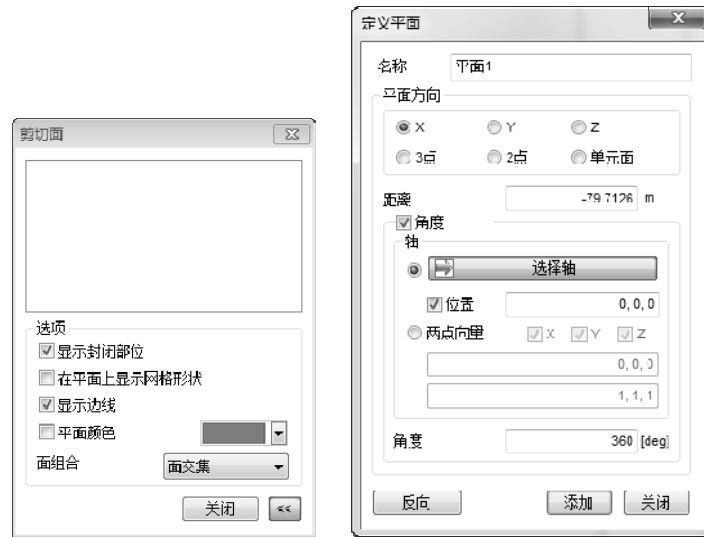 剪切面
选项
显示封闭部位
在平面上显示网格形状
显示边线
平面颜色
面组合 面交集
关闭 <<
定义平面 X
名称 平面1
平面方向
X Y Z
3点 2点 单元面
距离 -79.7126 m
角度
轴
选择轴
位置 0, 0, 0
两点向量 X Y Z
0, 0, 0
1, 1, 1
角度 360 [deg]
反向 添加 关闭